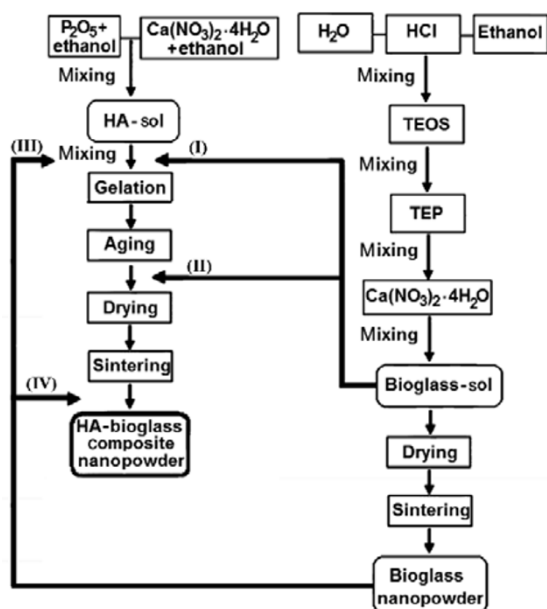 P₂O₅+
ethanol
Ca(NO₃)₂·4H₂O
+ethanol
H₂O
HCl
Ethanol
Mixing
Mixing
HA-sol
TEOS
(III)
Mixing
(I)
Mixing
Gelation
TEP
Aging
Mixing
(II)
Drying
Ca(NO₃)₂·4H₂O
Mixing
Sintering
(IV)
Bioglass-sol
HA-bioglass
composite
nanopowder
Drying
Sintering
Bioglass
nanopowder